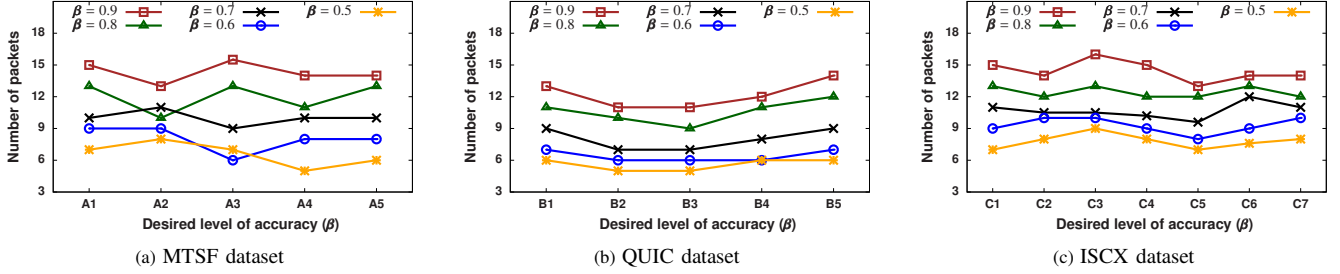 β = 0.9 β = 0.7 β = 0.5
β = 0.8 β = 0.6
Number of packets
18
15
12
9
6
3
A1 A2 A3 A4 A5
Desired level of accuracy (β)
(a) MTSF dataset
β = 0.9 β = 0.7 β = 0.5
β = 0.8 β = 0.6
Number of packets
18
15
12
9
6
3
B1 B2 B3 B4 B5
Desired level of accuracy (β)
(b) QUIC dataset
β = 0.9 β = 0.7 β = 0.5
β = 0.8 β = 0.6
Number of packets
18
15
12
9
6
3
C1 C2 C3 C4 C5 C6 C7
Desired level of accuracy (β)
(c) ISCX dataset